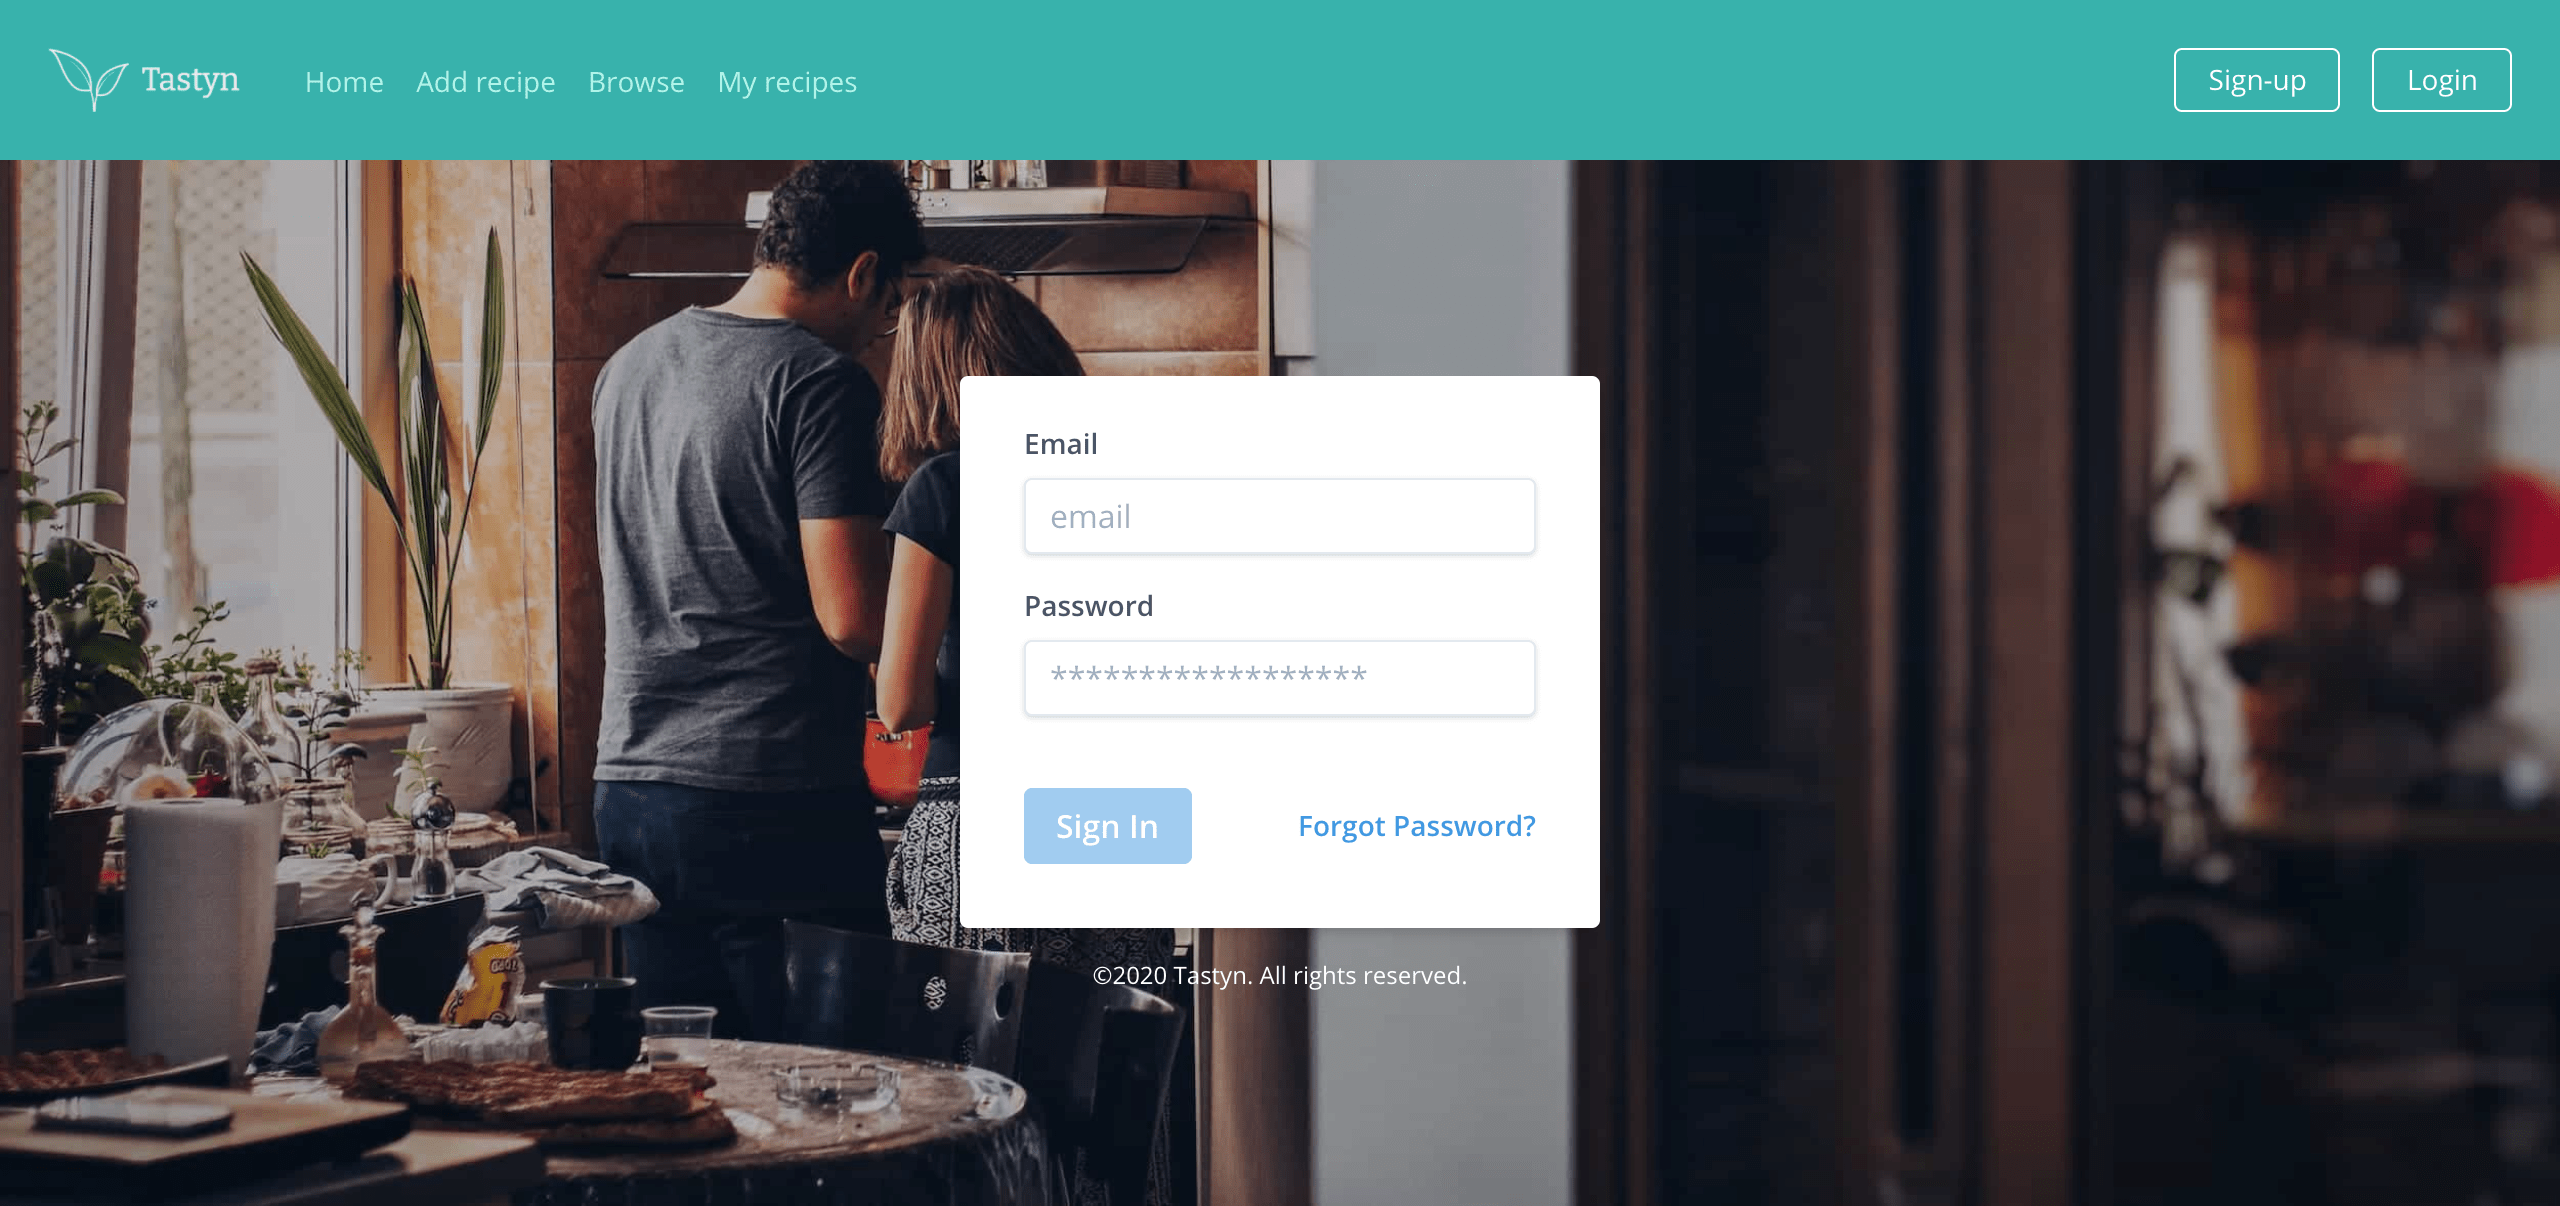 Tastyn Home Add recipe Browse My recipes Sign-up Login
Email
email
Password
******************
Sign In Forgot Password?
©2020 Tastyn. All rights reserved.